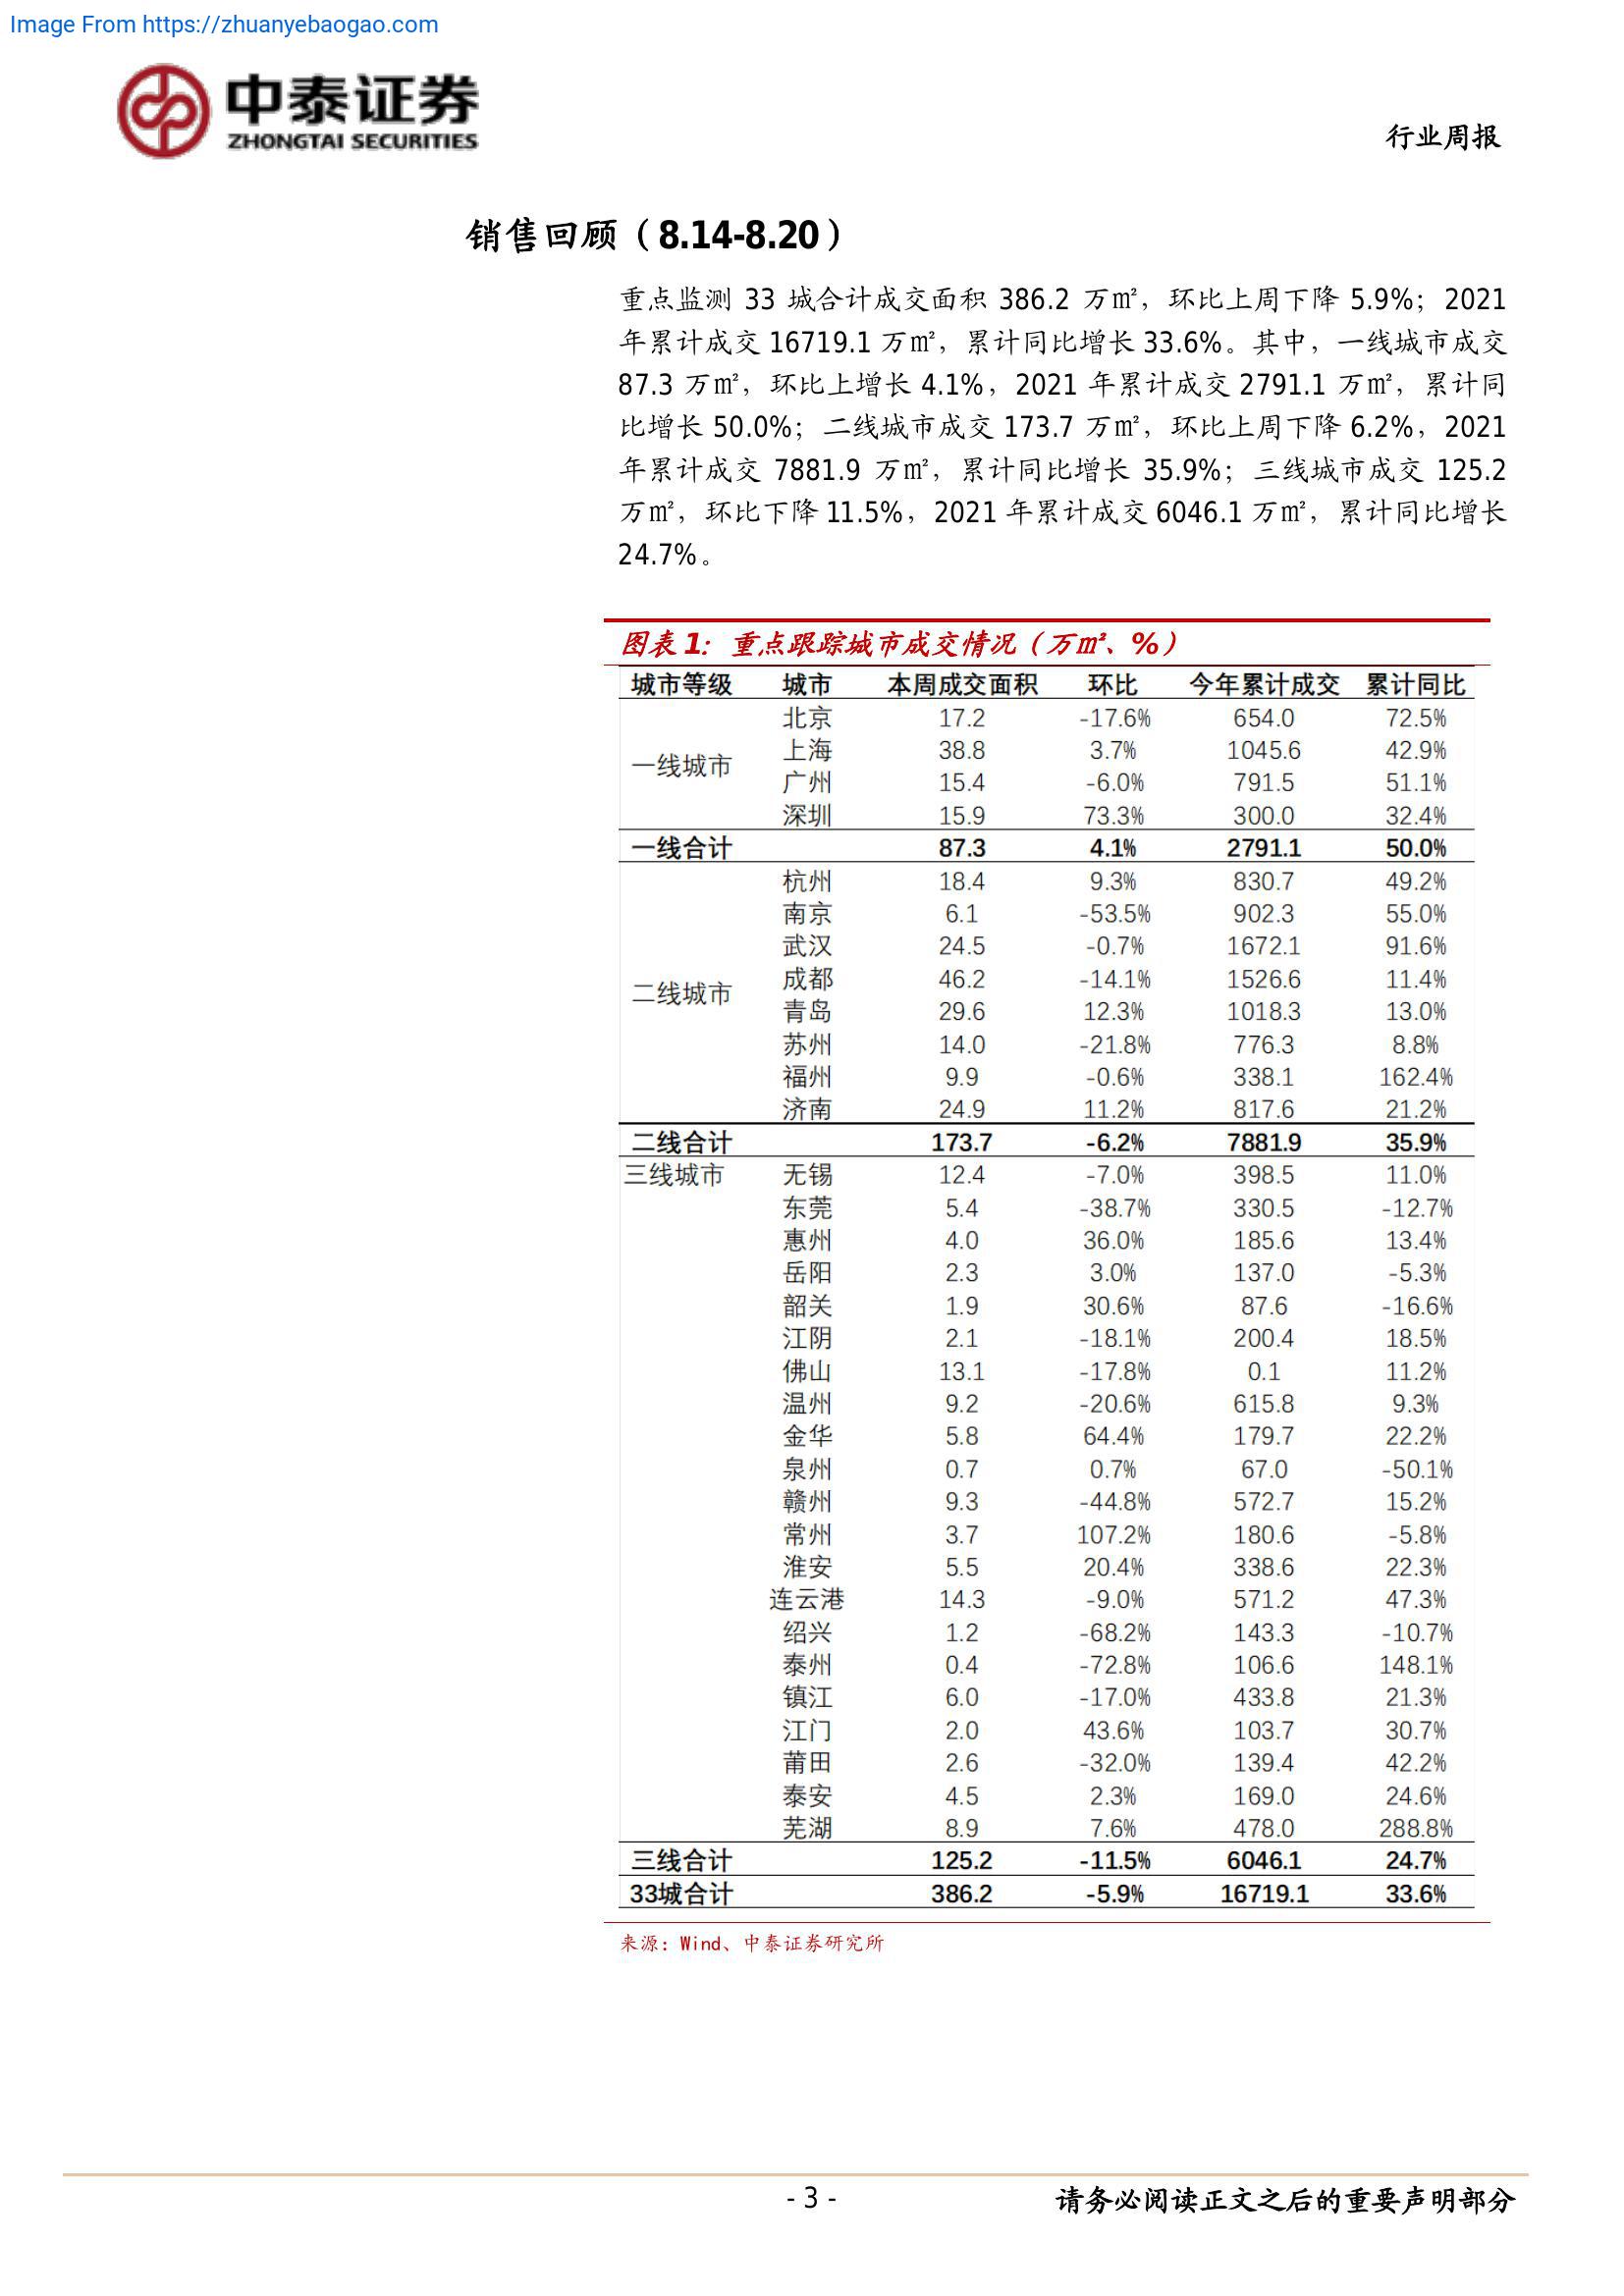 Image From https://zhuanyebaogao.com
中泰证券
ZHONGTAI SECURITIES
行业周报
销售回顾（8.14-8.20）
重点监测 33 城合计成交面积 386.2 万㎡，环比上周下降 5.9%；2021
年累计成交 16719.1 万㎡，累计同比增长 33.6%。其中，一线城市成交
87.3 万㎡，环比上增长 4.1%，2021 年累计成交 2791.1 万㎡，累计同
比增长 50.0%；二线城市成交 173.7 万㎡，环比上周下降 6.2%，2021
年累计成交 7881.9 万㎡，累计同比增长 35.9%；三线城市成交 125.2
万㎡，环比下降 11.5%，2021 年累计成交 6046.1 万㎡，累计同比增长
24.7%。
图表 1：重点跟踪城市成交情况（万㎡、%）
城市等级 城市 本周成交面积 环比 今年累计成交 累计同比
一线城市
北京 17.2 -17.6% 654.0 72.5%
上海 38.8 3.7% 1045.6 42.9%
广州 15.4 -6.0% 791.5 51.1%
深圳 15.9 73.3% 300.0 32.4%
一线合计 87.3 4.1% 2791.1 50.0%
二线城市
杭州 18.4 9.3% 830.7 49.2%
南京 6.1 -53.5% 902.3 55.0%
武汉 24.5 -0.7% 1672.1 91.6%
成都 46.2 -14.1% 1526.6 11.4%
青岛 29.6 12.3% 1018.3 13.0%
苏州 14.0 -21.8% 776.3 8.8%
福州 9.9 -0.6% 338.1 162.4%
济南 24.9 11.2% 817.6 21.2%
二线合计 173.7 -6.2% 7881.9 35.9%
三线城市 无锡 12.4 -7.0% 398.5 11.0%
东莞 5.4 -38.7% 330.5 -12.7%
惠州 4.0 36.0% 185.6 13.4%
岳阳 2.3 3.0% 137.0 -5.3%
韶关 1.9 30.6% 87.6 -16.6%
江阴 2.1 -18.1% 200.4 18.5%
佛山 13.1 -17.8% 0.1 11.2%
温州 9.2 -20.6% 615.8 9.3%
金华 5.8 64.4% 179.7 22.2%
泉州 0.7 0.7% 67.0 -50.1%
赣州 9.3 -44.8% 572.7 15.2%
常州 3.7 107.2% 180.6 -5.8%
淮安 5.5 20.4% 338.6 22.3%
连云港 14.3 -9.0% 571.2 47.3%
绍兴 1.2 -68.2% 143.3 -10.7%
泰州 0.4 -72.8% 106.6 148.1%
镇江 6.0 -17.0% 433.8 21.3%
江门 2.0 43.6% 103.7 30.7%
莆田 2.6 -32.0% 139.4 42.2%
泰安 4.5 2.3% 169.0 24.6%
芜湖 8.9 7.6% 478.0 288.8%
三线合计 125.2 -11.5% 6046.1 24.7%
33城合计 386.2 -5.9% 16719.1 33.6%
来源：Wind、中泰证券研究所
- 3 -
请务必阅读正文之后的重要声明部分